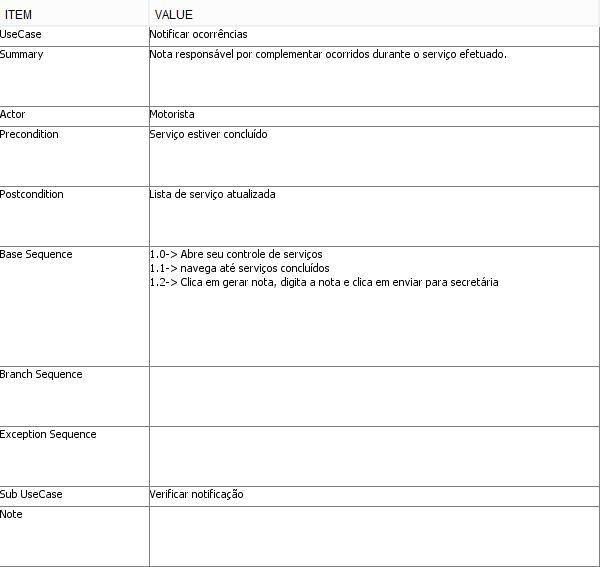 ITEM VALUE
UseCase Notificar ocorrências
Summary Nota responsável por complementar ocorridos durante o serviço efetuado.
Actor Motorista
Precondition Serviço estiver concluído
Postcondition Lista de serviço atualizada
Base Sequence 1.0-> Abre seu controle de serviços
1.1-> navega até serviços concluídos
1.2-> Clica em gerar nota, digita a nota e clica em enviar para secretária
Branch Sequence
Exception Sequence
Sub UseCase Verificar notificação
Note